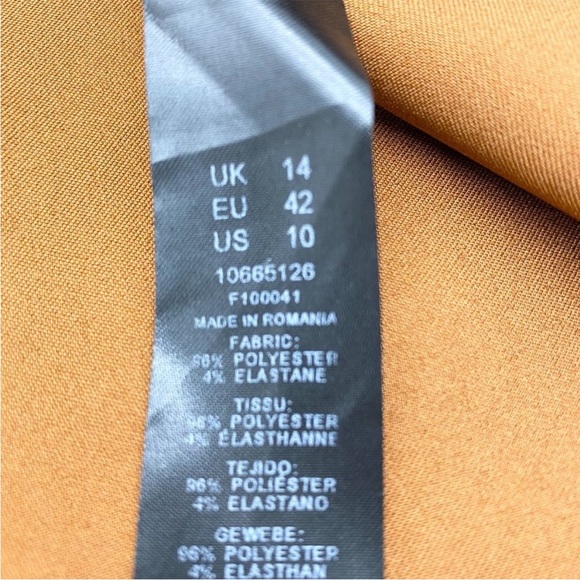 UK 14
EU 42
US 10
10665126
F100041
MADE IN ROMANIA
FABRIC:
96% POLYESTER
4% ELASTANE
TISSU:
96% POLYESTER
4% ELASTHANNE
TEJIDO:
96% POLIÉSTER
4% ELASTANO
GEWEBE:
96% POLYESTER
4% ELASTHAN